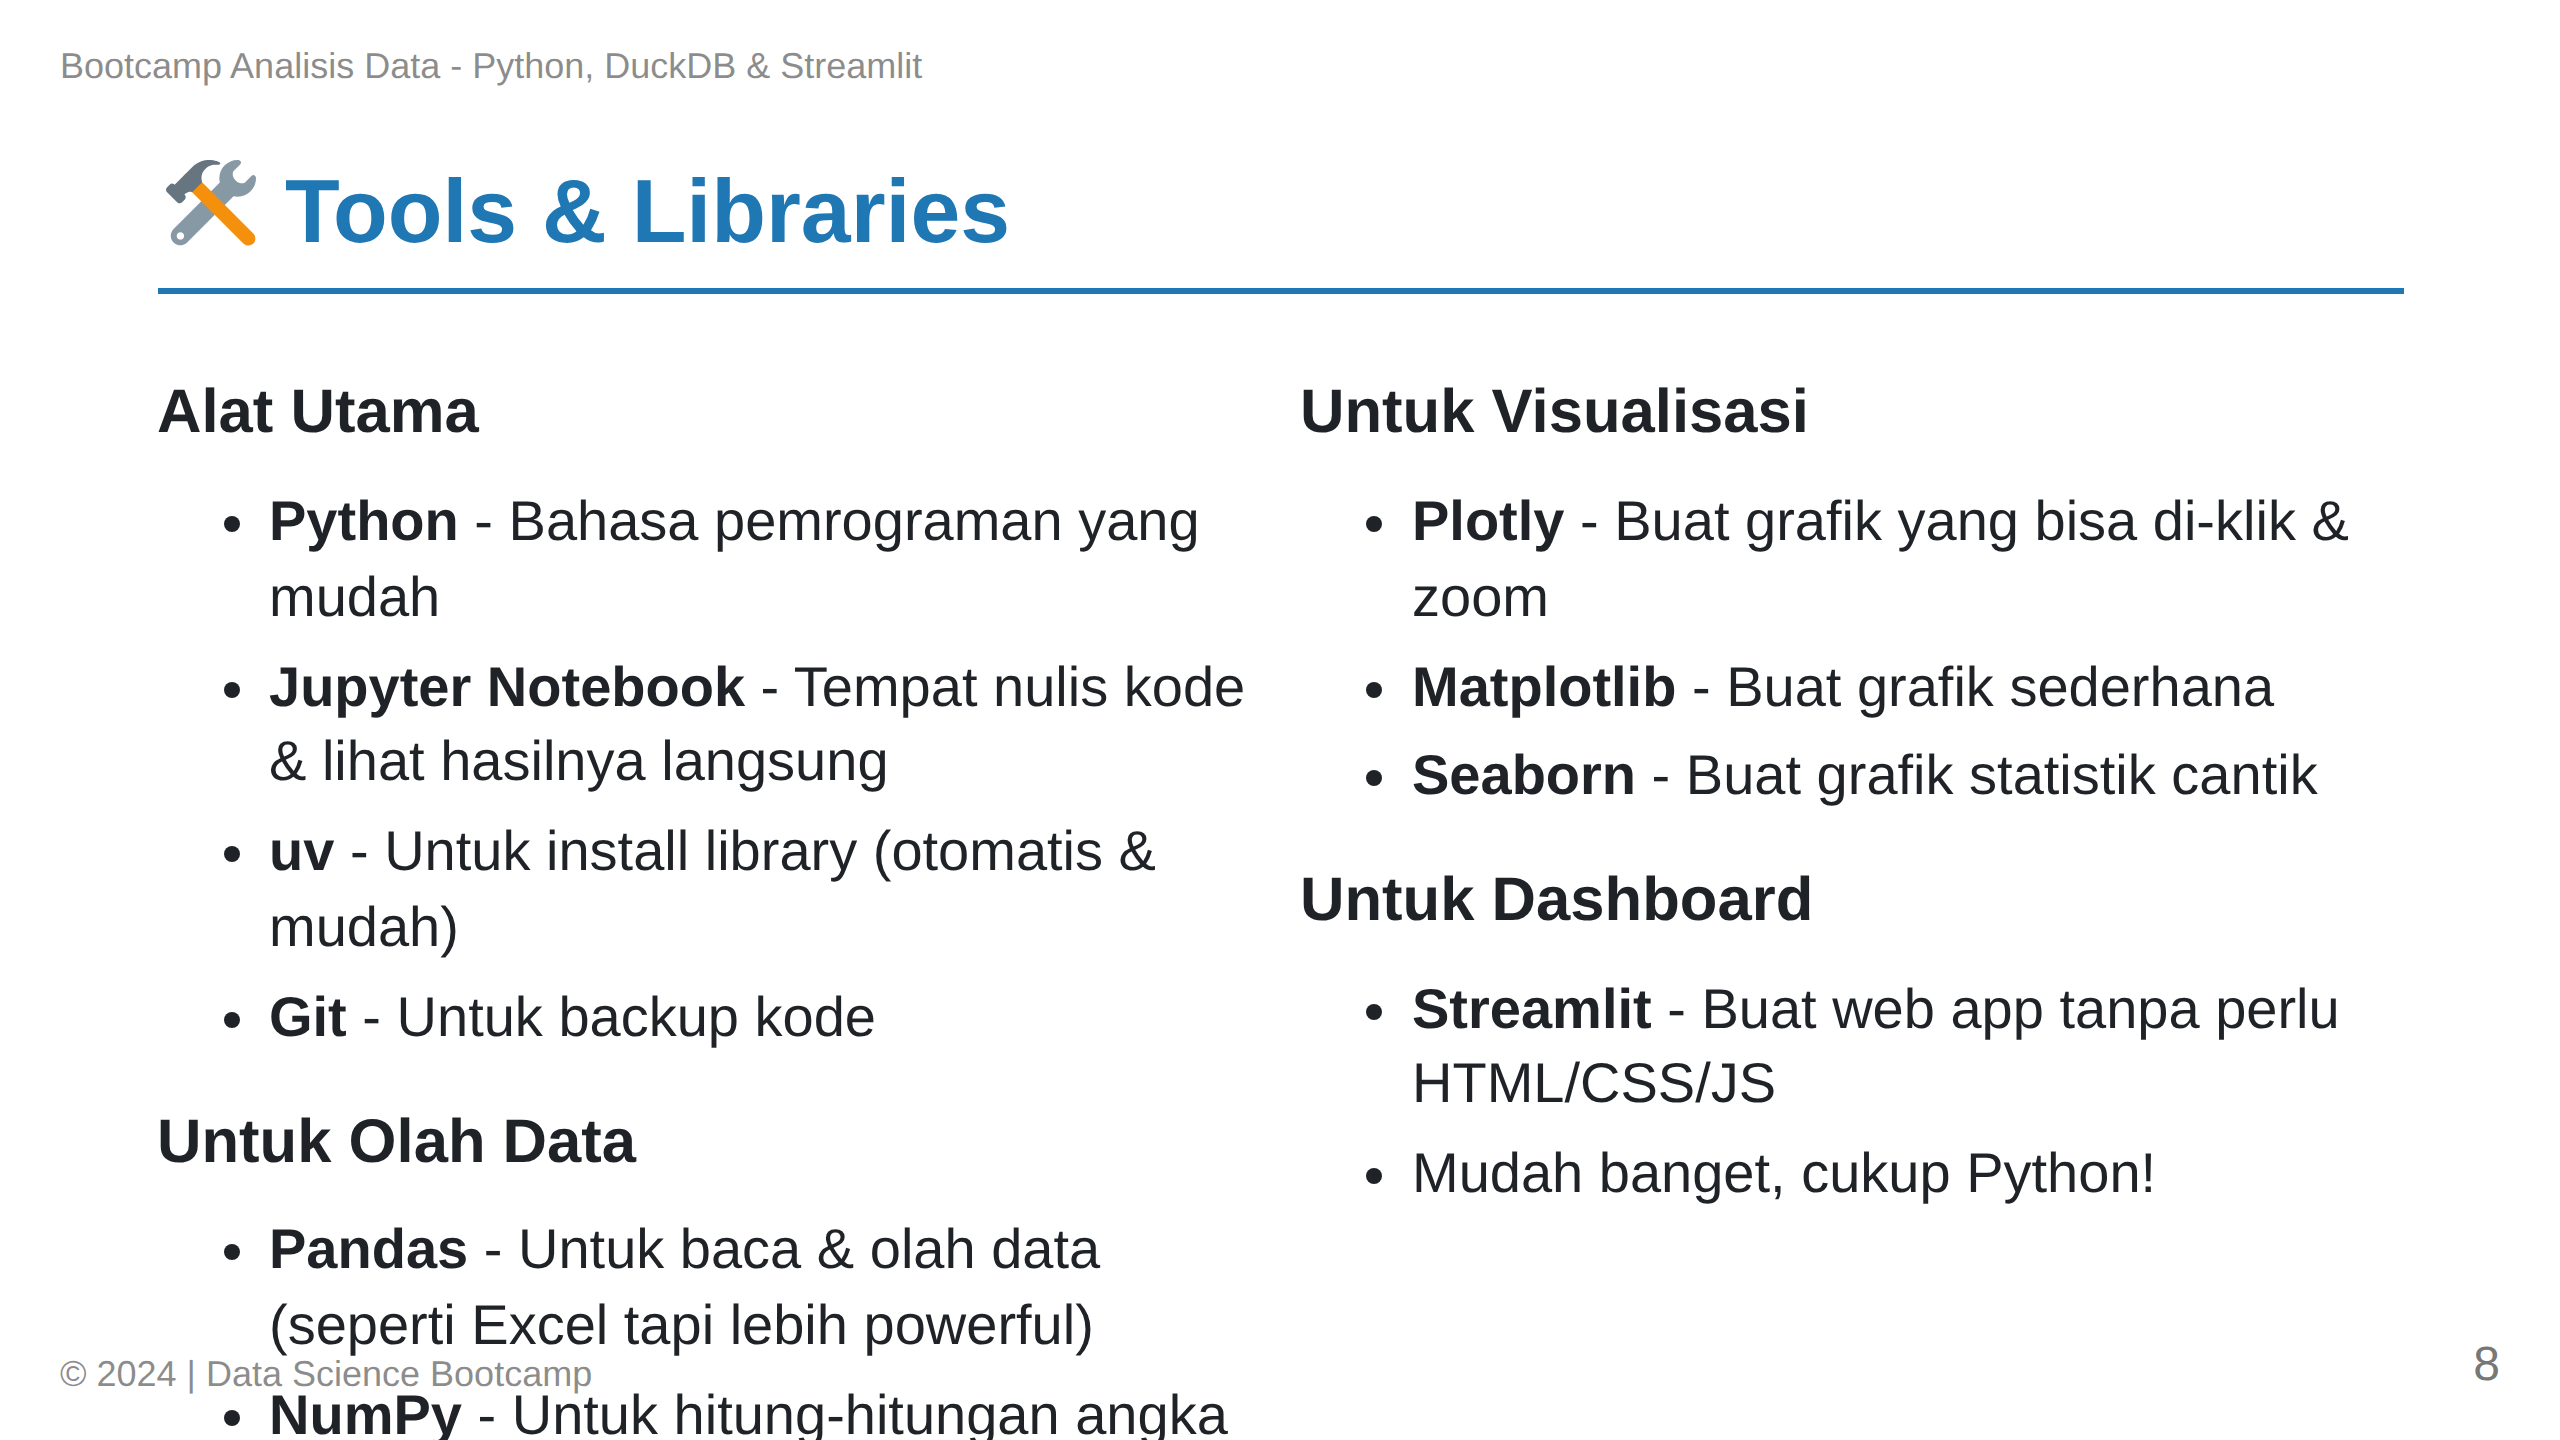 Bootcamp Analisis Data - Python, DuckDB & Streamlit
Tools & Libraries
Alat Utama
• Python - Bahasa pemrograman yang
mudah
• Jupyter Notebook - Tempat nulis kode
& lihat hasilnya langsung
• uv - Untuk install library (otomatis &
mudah)
• Git - Untuk backup kode
Untuk Olah Data
• Pandas - Untuk baca & olah data
(seperti Excel tapi lebih powerful)
• NumPy - Untuk hitung-hitungan angka
Untuk Visualisasi
• Plotly - Buat grafik yang bisa di-klik &
zoom
• Matplotlib - Buat grafik sederhana
• Seaborn - Buat grafik statistik cantik
Untuk Dashboard
• Streamlit - Buat web app tanpa perlu
HTML/CSS/JS
• Mudah banget, cukup Python!
© 2024 | Data Science Bootcamp
8